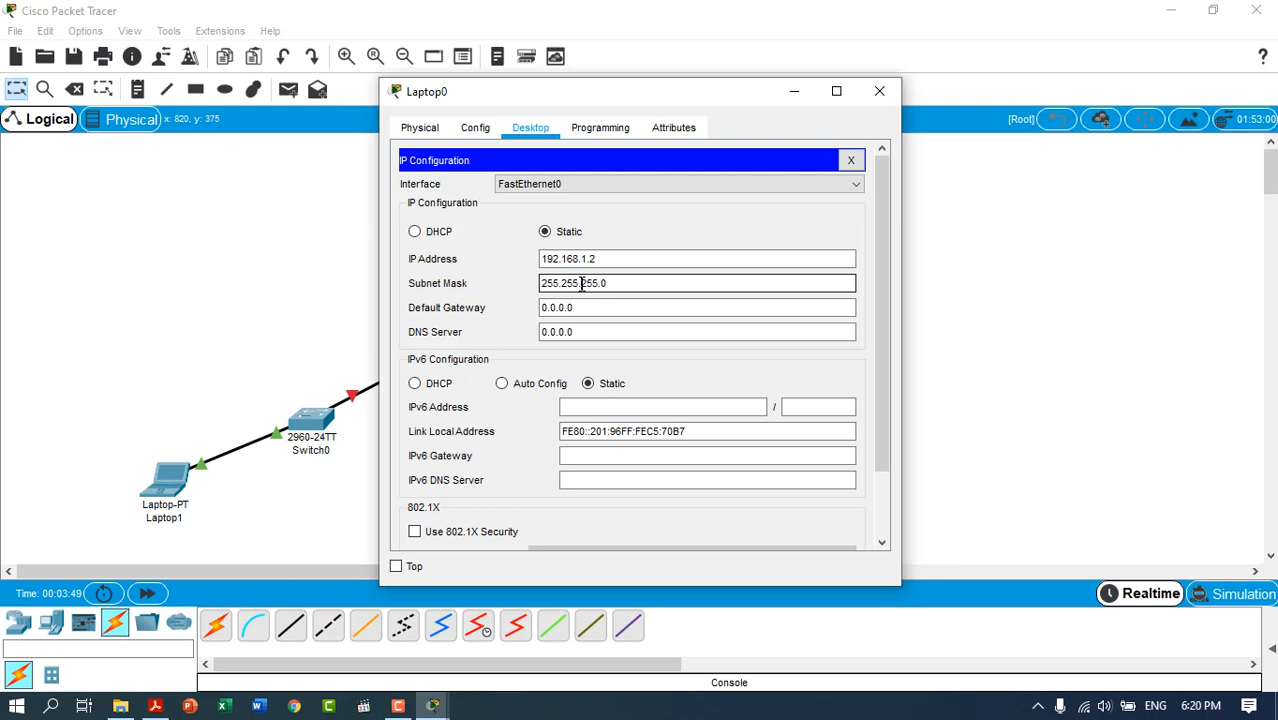 Cisco Packet Tracer
File Edit Options View Tools Extensions Help
Logical Physical x: 820, y: 375 [Root] 01:53:00
Laptop0
Physical Config Desktop Programming Attributes
IP Configuration X
Interface FastEthernet0
IP Configuration
DHCP Static
IP Address 192.168.1.2
Subnet Mask 255.255.255.0
Default Gateway 0.0.0.0
DNS Server 0.0.0.0
IPv6 Configuration
DHCP Auto Config Static
IPv6 Address /
Link Local Address FE80::201:96FF:FEC5:70B7
IPv6 Gateway
IPv6 DNS Server
802.1X
Use 802.1X Security
Top
2960-24TT
Switch0
Laptop-PT
Laptop1
Time: 00:03:49 Realtime Simulation
Console
ENG 6:20 PM